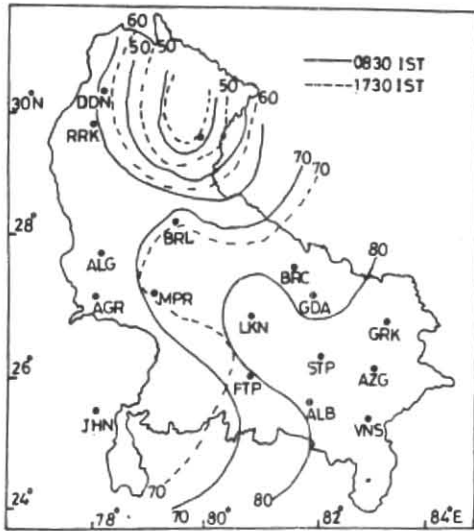 60
50 50
50 60
0830 IST
1730 IST
30N
DDN
RRK
70 70
28°
BRL
80
ALG
BRC
AGR
MPR
GDA
LKN
GRK
26°
STP
FTP
AZG
JHN
ALB
VNS
70
80
24°
78° 70 80° 82° 84°E